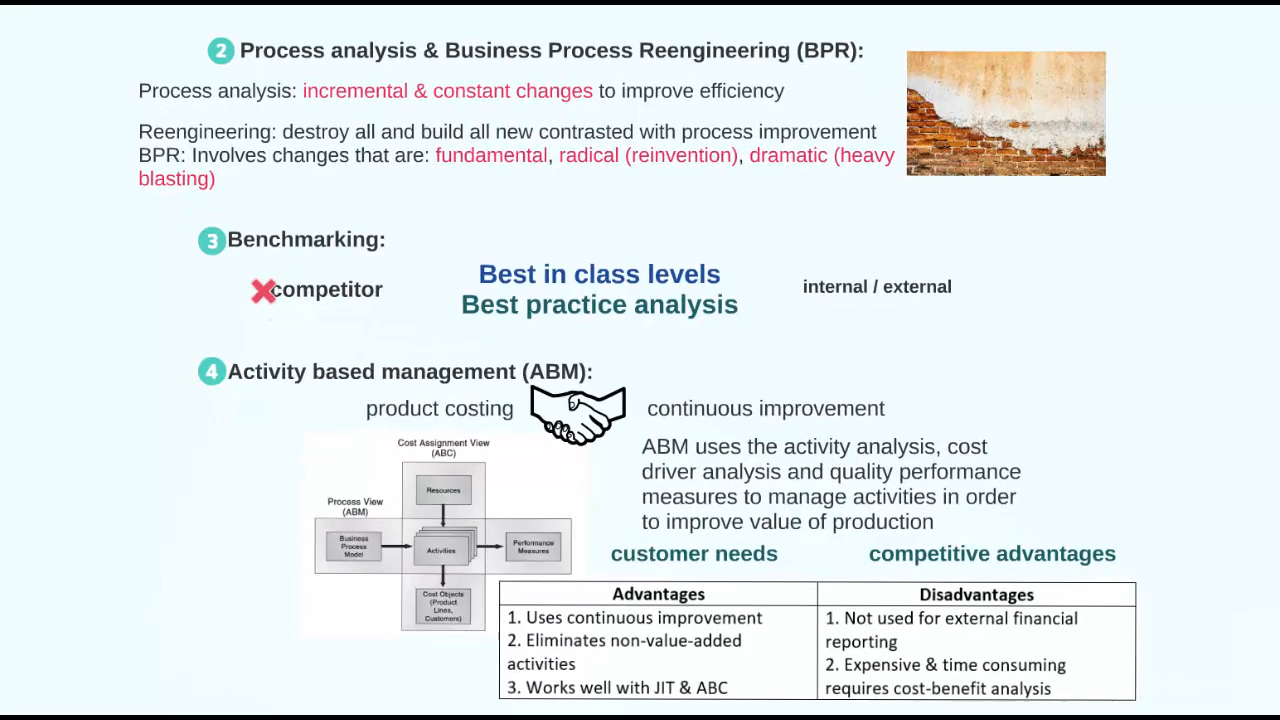 2 Process analysis & Business Process Reengineering (BPR):
Process analysis: incremental & constant changes to improve efficiency
Reengineering: destroy all and build all new contrasted with process improvement
BPR: Involves changes that are: fundamental, radical (reinvention), dramatic (heavy
blasting)
3 Benchmarking:
competitor
Best in class levels
Best practice analysis
internal / external
4 Activity based management (ABM):
product costing
continuous improvement
Cost Assignment View
(ABC)
Resources
Process View
(ABM)
Business
Process
Model
Activities
Performance
Measures
Cost Objects
(Product
Lines,
Customers)
ABM uses the activity analysis, cost
driver analysis and quality performance
measures to manage activities in order
to improve value of production
customer needs
competitive advantages
Advantages
1. Uses continuous improvement
2. Eliminates non-value-added
activities
3. Works well with JIT & ABC
Disadvantages
1. Not used for external financial
reporting
2. Expensive & time consuming
requires cost-benefit analysis